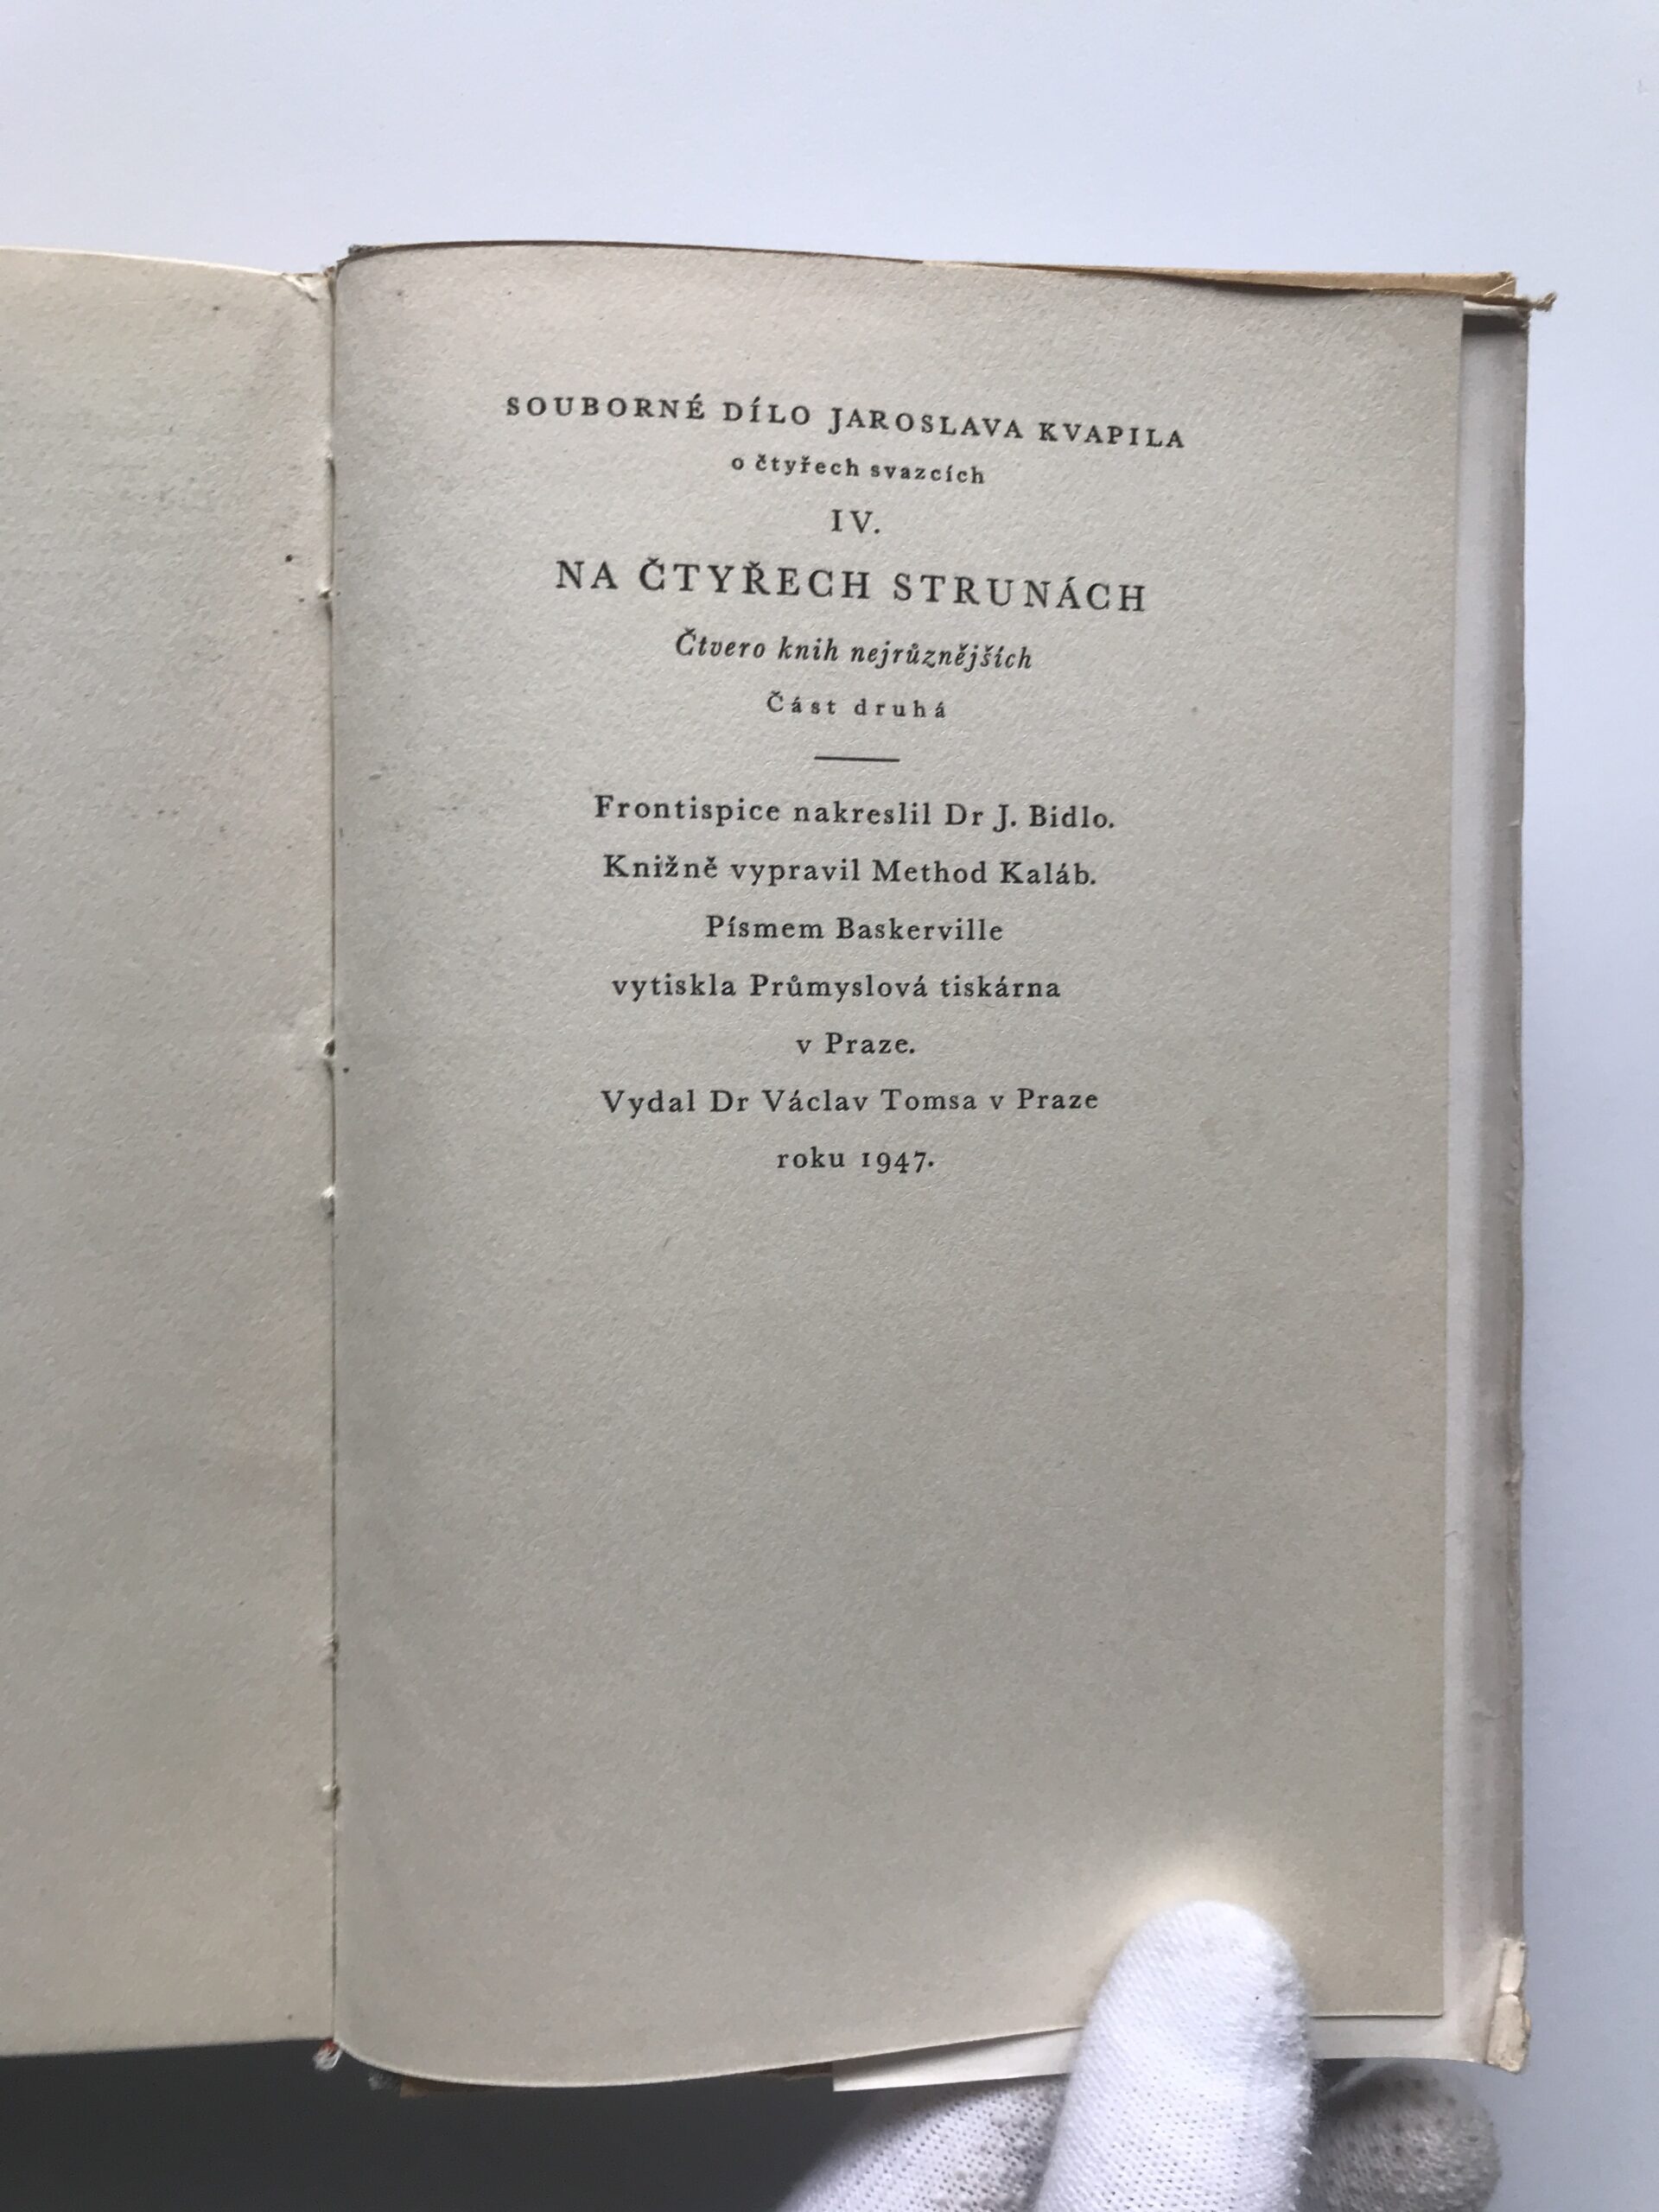 SOUBORNÉ DÍLO JAROSLAVA KVAPILA
o čtyřech svazcích
IV.
NA ČTYŘECH STRUNÁCH
Čtvero knih nejrůznějších
Část druhá
Frontispice nakreslil Dr J. Bidlo.
Knižně vypravil Method Kaláb.
Písmem Baskerville
vytiskla Průmyslová tiskárna
v Praze.
Vydal Dr Václav Tomsa v Praze
roku 1947.